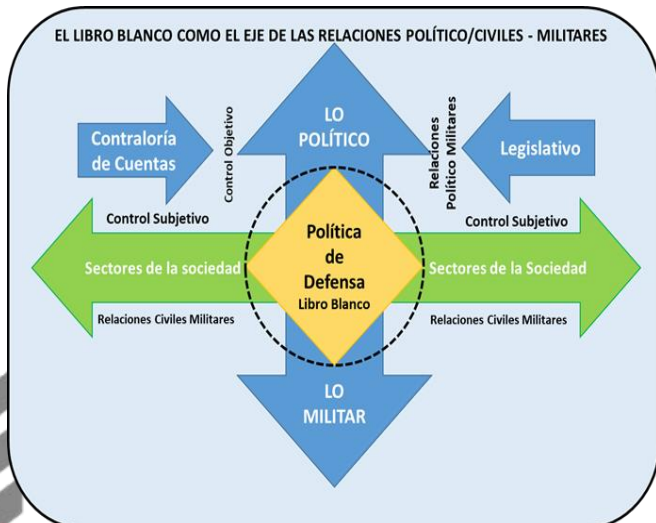 EL LIBRO BLANCO COMO EL EJE DE LAS RELACIONES POLÍTICO/CIVILES - MILITARES
LO
POLÍTICO
Contraloría
de Cuentas
Control Objetivo
Relaciones
Político Militares
Legislativo
Control Subjetivo
Control Subjetivo
Sectores de la sociedad
Política
de
Defensa
Libro Blanco
Sectores de la Sociedad
Relaciones Civiles Militares
Relaciones Civiles Militares
LO
MILITAR